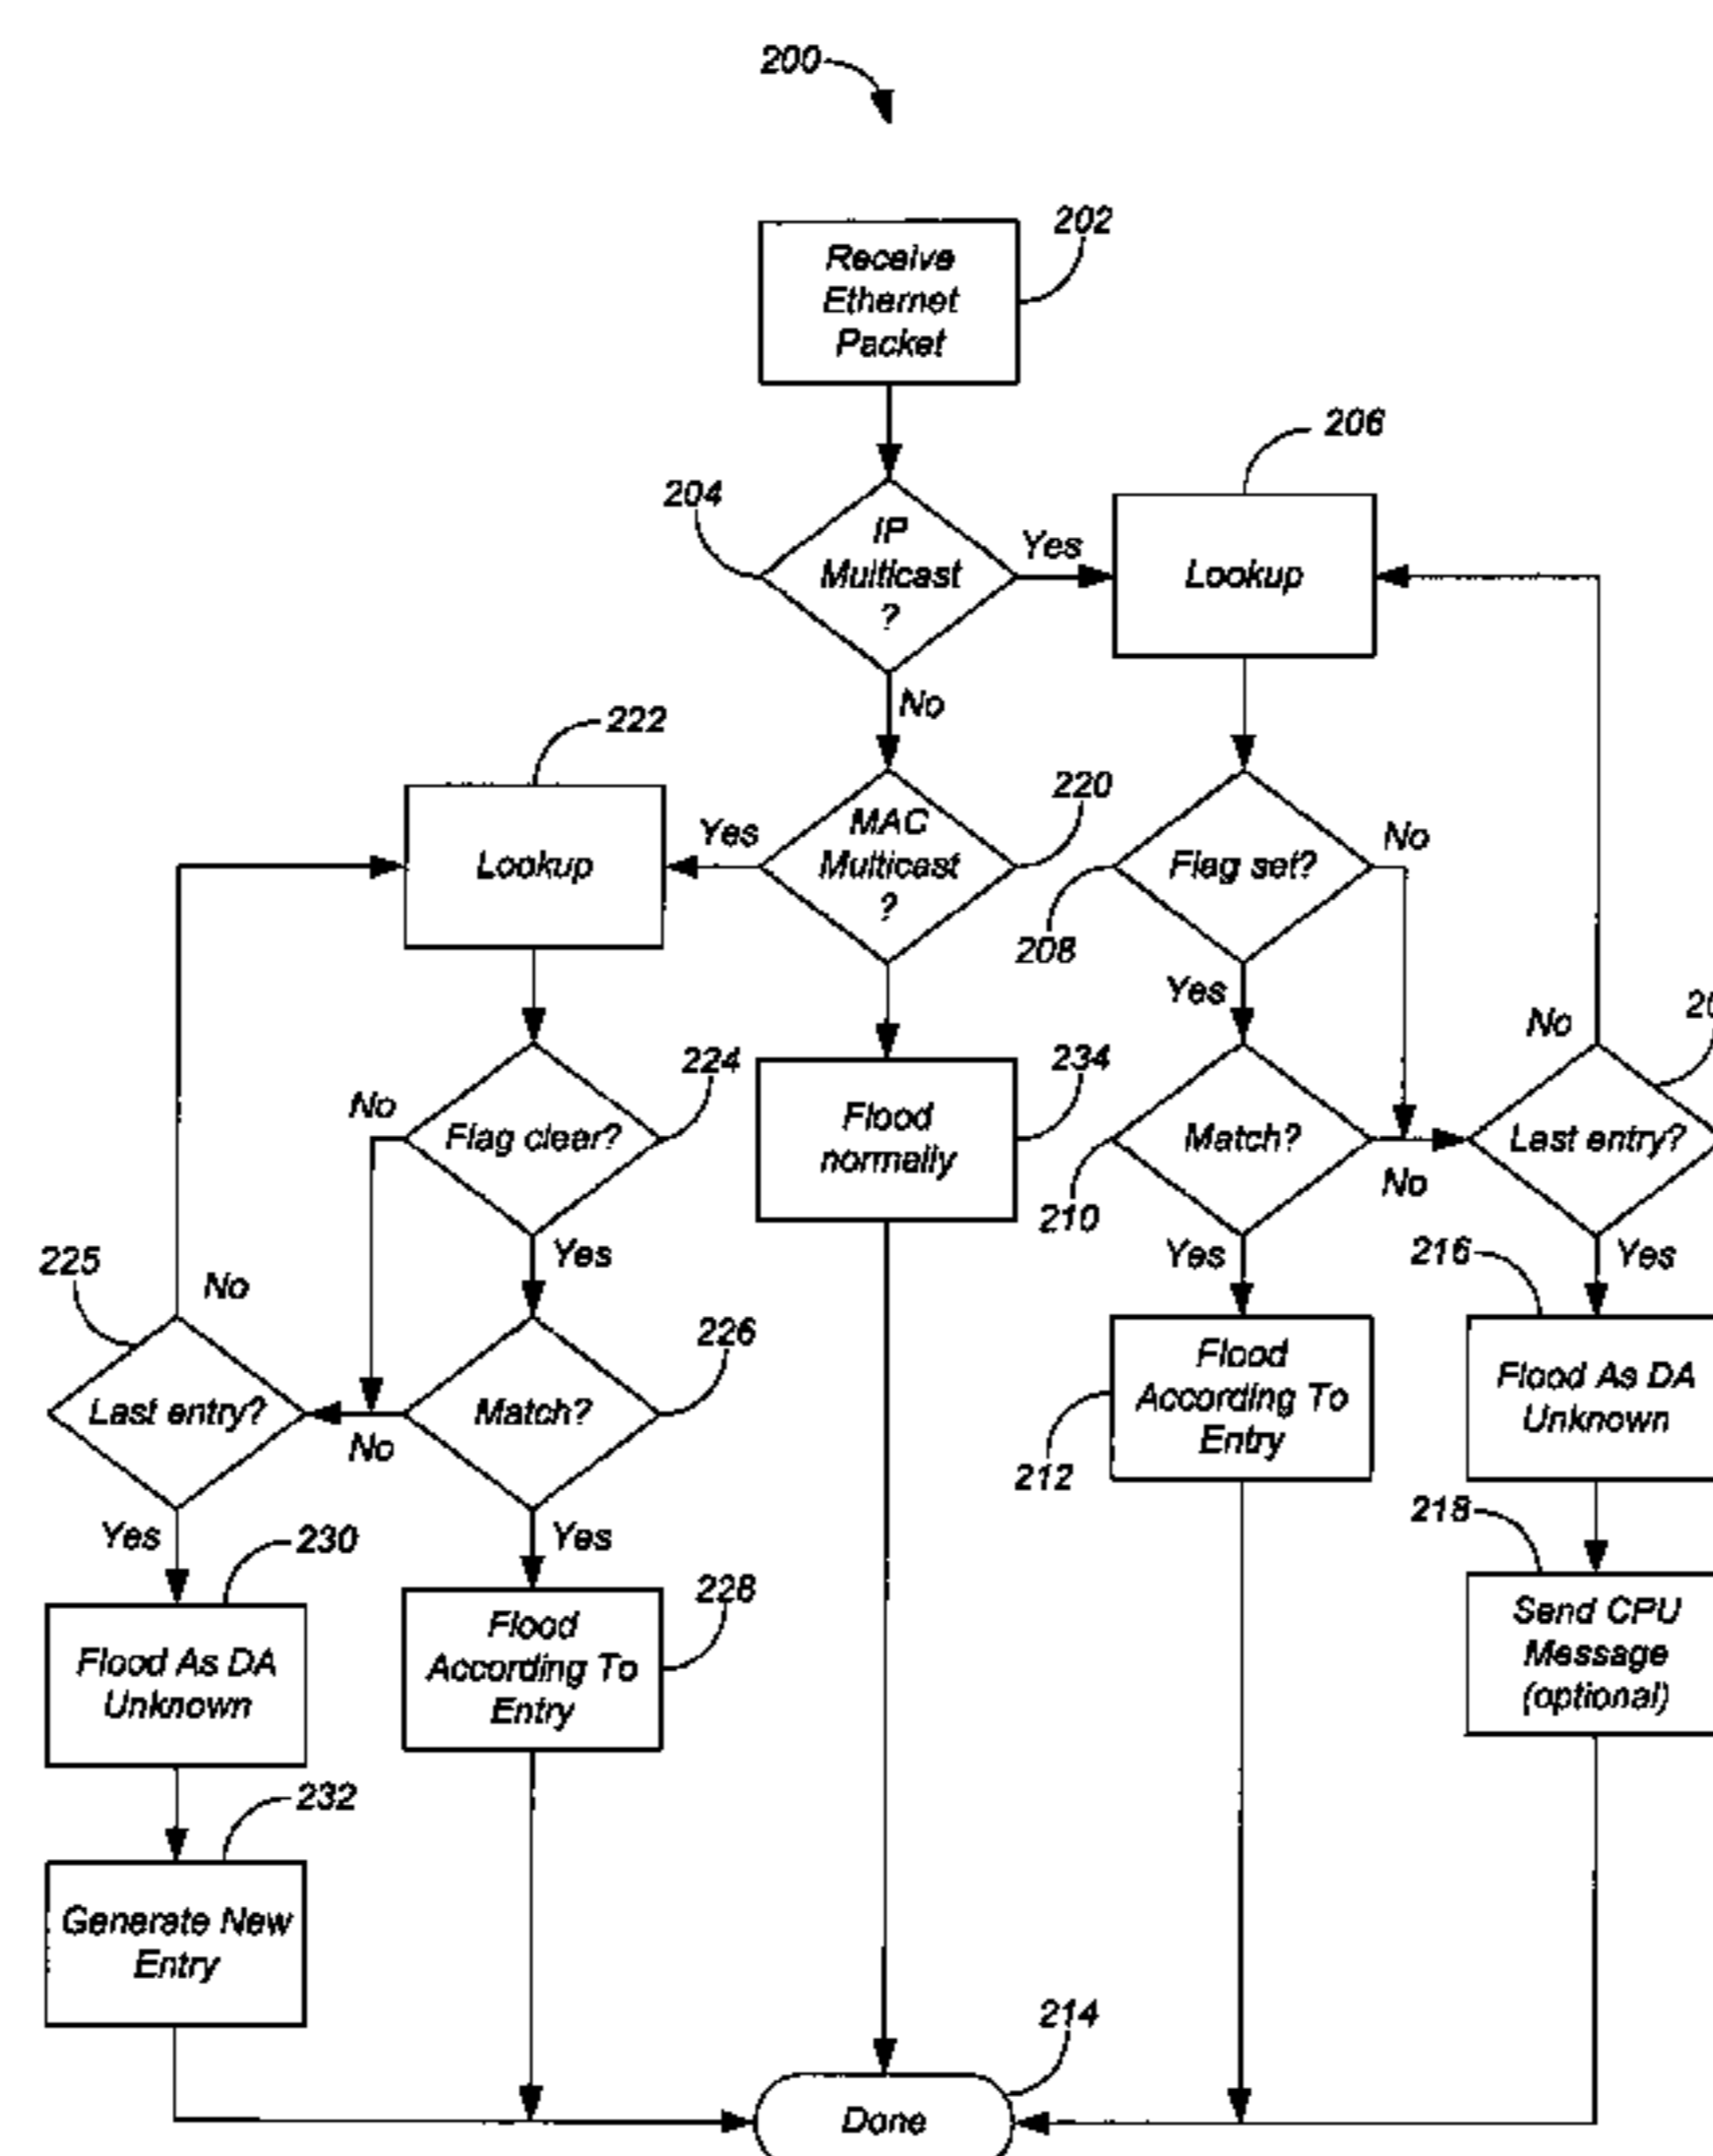 200
202
Receive
Ethernet
Packet
206
204
IP
Multicast
?
Yes
Lookup
No
222
220
MAC
Multicast
?
Yes
Lookup
Flag set?
No
208
Yes
No
224
234
No
Flag clear?
Flood
normally
Match?
Last entry?
No
210
Yes
Yes
216
Yes
225
No
226
Flood
According To
Entry
Flood As DA
Unknown
Last entry?
Match?
No
212
218
Yes
230
Yes
228
Send CPU
Message
(optional)
Flood As DA
Unknown
Flood
According To
Entry
232
Generate New
Entry
214
Done